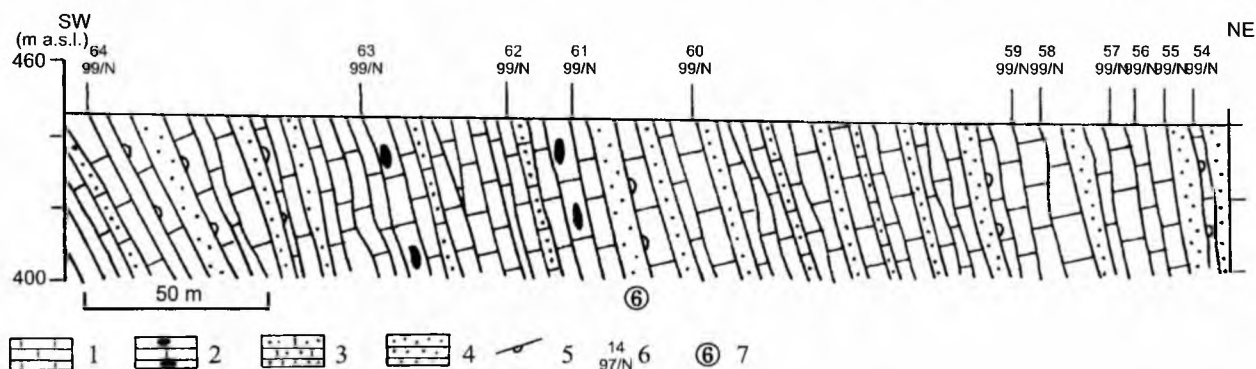 SW
NE
(m a.s.l.)
460
64 63 62 61 60 59 58 57 56 55 54
99/N 99/N 99/N 99/N 99/N 99/N 99/N 99/N 99/N 99/N 99/N
400
50 m
⑥
1 2 3 4 5 14 6 ⑥ 7
97/N